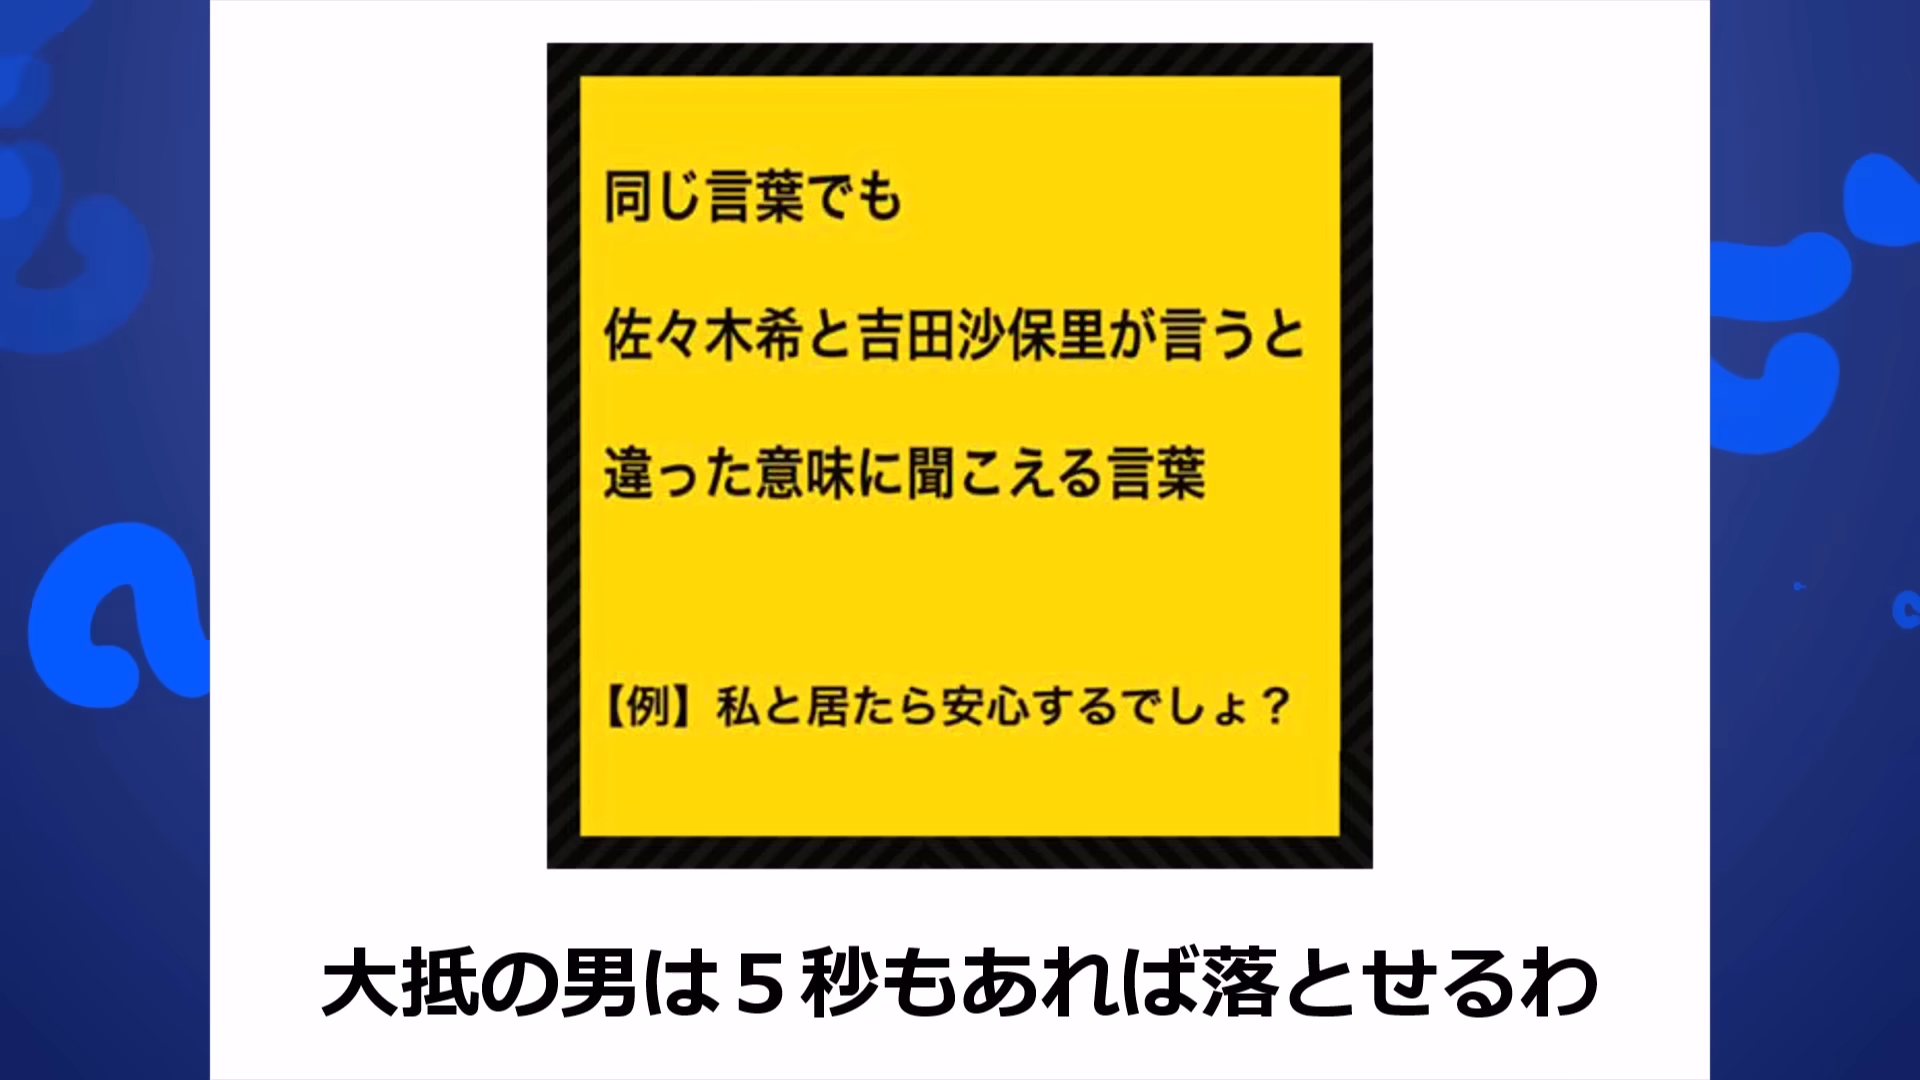 同じ言葉でも
佐々木希と吉田沙保里が言うと
違った意味に聞こえる言葉
【例】私と居たら安心するでしょ？
大抵の男は５秒もあれば落とせるわ